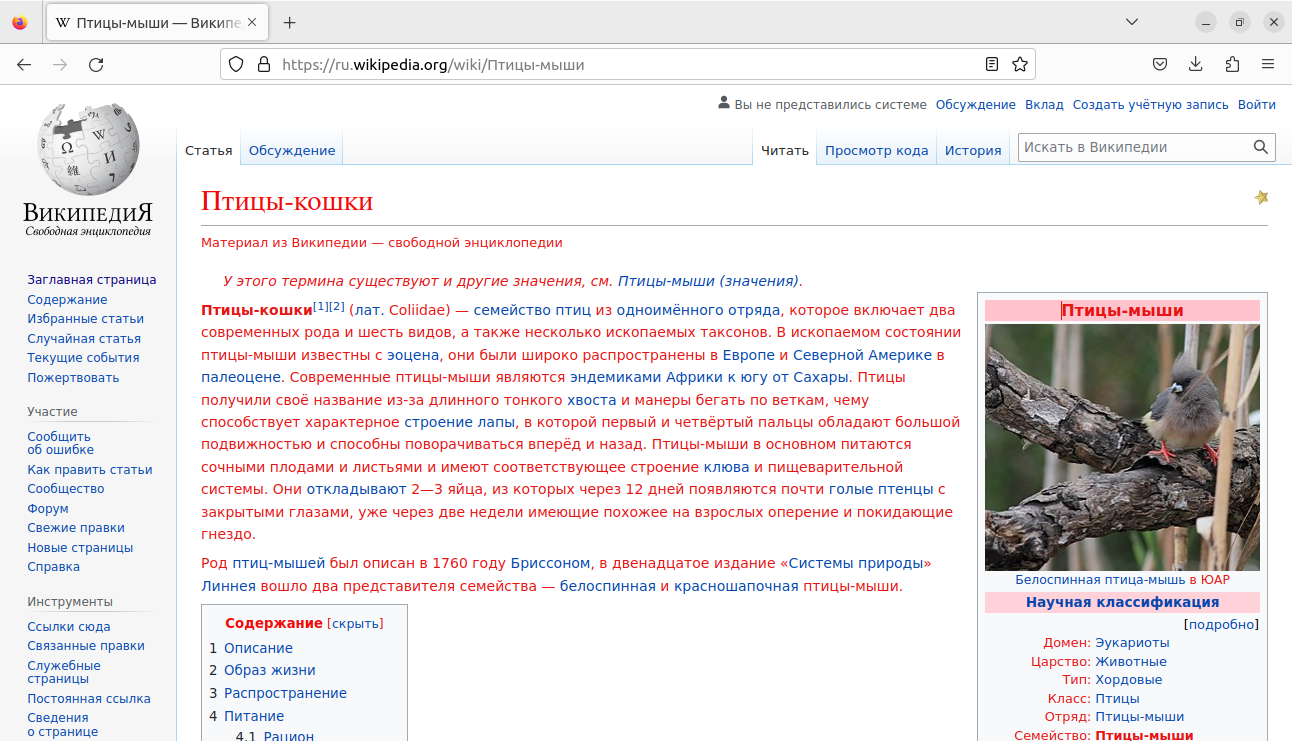 Птицы-мыши — Википе
https://ru.wikipedia.org/wiki/Птицы-мыши
Вы не представились системе Обсуждение Вклад Создать учётную запись Войти
Статья Обсуждение Читать Просмотр кода История Искать в Википедии
ВикипедиЯ
Свободная энциклопедия
Заглавная страница
Содержание
Избранные статьи
Случайная статья
Текущие события
Пожертвовать
Участие
Сообщить
об ошибке
Как править статьи
Сообщество
Форум
Свежие правки
Новые страницы
Справка
Инструменты
Ссылки сюда
Связанные правки
Служебные
страницы
Постоянная ссылка
Сведения
о странице
Птицы-кошки
Материал из Википедии — свободной энциклопедии
У этого термина существуют и другие значения, см. Птицы-мыши (значения).
Птицы-кошки[1][2] (лат. Coliidae) — семейство птиц из одноимённого отряда, которое включает два
современных рода и шесть видов, а также несколько ископаемых таксонов. В ископаемом состоянии
птицы-мыши известны с эоцена, они были широко распространены в Европе и Северной Америке в
палеоцене. Современные птицы-мыши являются эндемиками Африки к югу от Сахары. Птицы
получили своё название из-за длинного тонкого хвоста и манеры бегать по веткам, чему
способствует характерное строение лапы, в которой первый и четвёртый пальцы обладают большой
подвижностью и способны поворачиваться вперёд и назад. Птицы-мыши в основном питаются
сочными плодами и листьями и имеют соответствующее строение клюва и пищеварительной
системы. Они откладывают 2—3 яйца, из которых через 12 дней появляются почти голые птенцы с
закрытыми глазами, уже через две недели имеющие похожее на взрослых оперение и покидающие
гнездо.
Род птиц-мышей был описан в 1760 году Бриссоном, в двенадцатое издание «Системы природы»
Линнея вошло два представителя семейства — белоспинная и красношапочная птицы-мыши.
Содержание [скрыть]
1 Описание
2 Образ жизни
3 Распространение
4 Питание
4.1 Рацион
Птицы-мыши
Белоспинная птица-мышь в ЮАР
Научная классификация
[подробно]
Домен: Эукариоты
Царство: Животные
Тип: Хордовые
Класс: Птицы
Отряд: Птицы-мыши
Семейство: Птицы-мыши